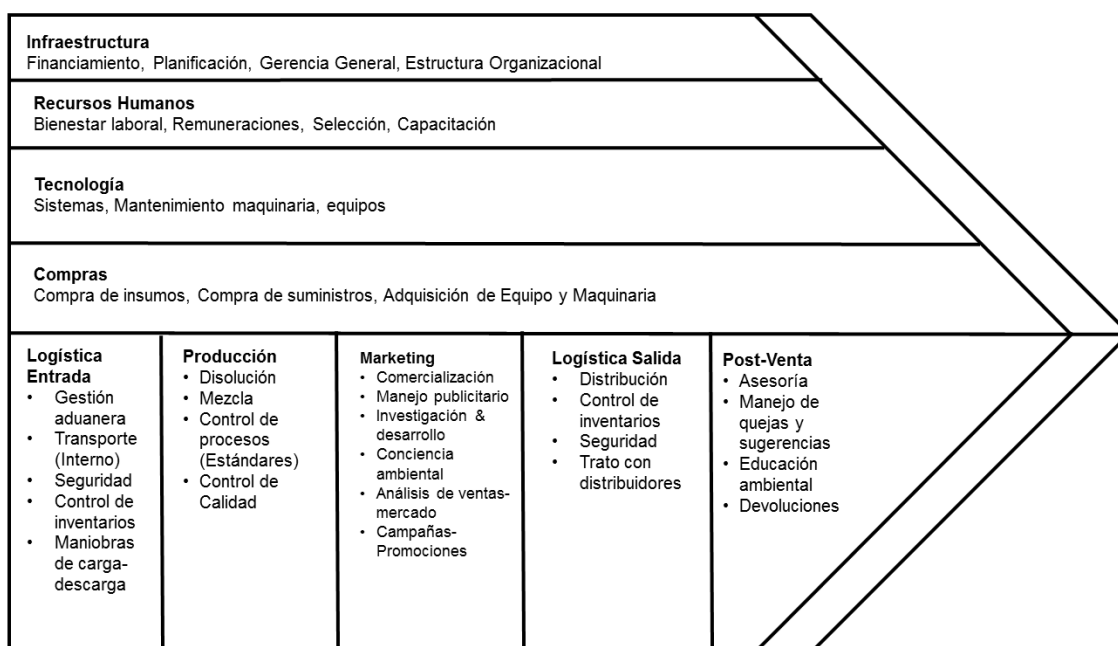 Infraestructura
Financiamiento, Planificación, Gerencia General, Estructura Organizacional
Recursos Humanos
Bienestar laboral, Remuneraciones, Selección, Capacitación
Tecnología
Sistemas, Mantenimiento maquinaria, equipos
Compras
Compra de insumos, Compra de suministros, Adquisición de Equipo y Maquinaria
Logística
Entrada
• Gestión
aduanera
• Transporte
(Interno)
• Seguridad
• Control de
inventarios
• Maniobras
de carga-
descarga
Producción
• Disolución
• Mezcla
• Control de
procesos
(Estándares)
• Control de
Calidad
Marketing
• Comercialización
• Manejo publicitario
• Investigación &
desarrollo
• Conciencia
ambiental
• Análisis de ventas-
mercado
• Campañas-
Promociones
Logística Salida
• Distribución
• Control de
inventarios
• Seguridad
• Trato con
distribuidores
Post-Venta
• Asesoría
• Manejo de
quejas y
sugerencias
• Educación
ambiental
• Devoluciones